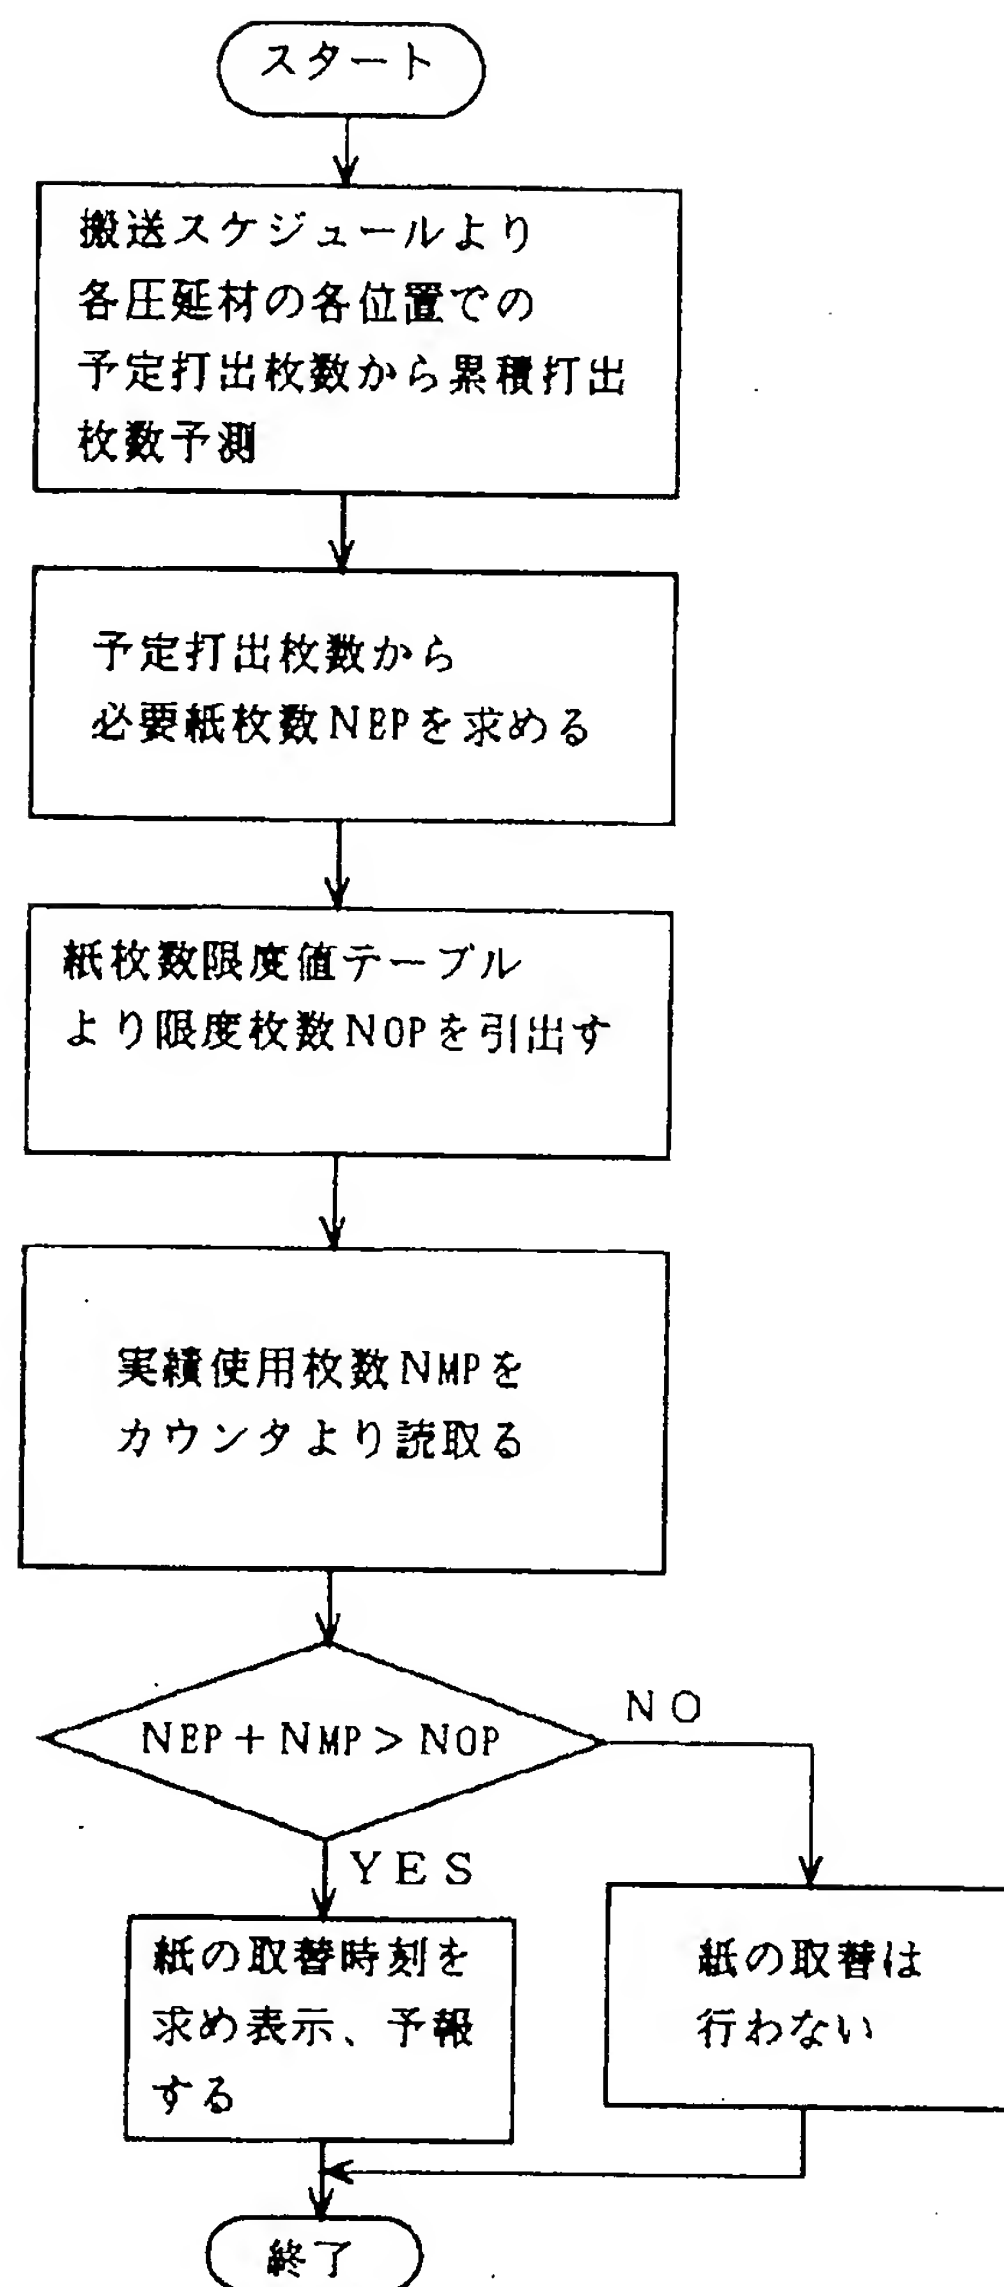 スタート
搬送スケジュールより
各圧延材の各位置での
予定打出枚数から累積打出
枚数予測
予定打出枚数から
必要紙枚数NEPを求める
紙枚数限度値テーブル
より限度枚数NOPを引出す
実績使用枚数NMPを
カウンタより読取る
NEP+NMP>NOP
NO
YES
紙の取替時刻を
求め表示、予報
する
紙の取替は
行わない
終了